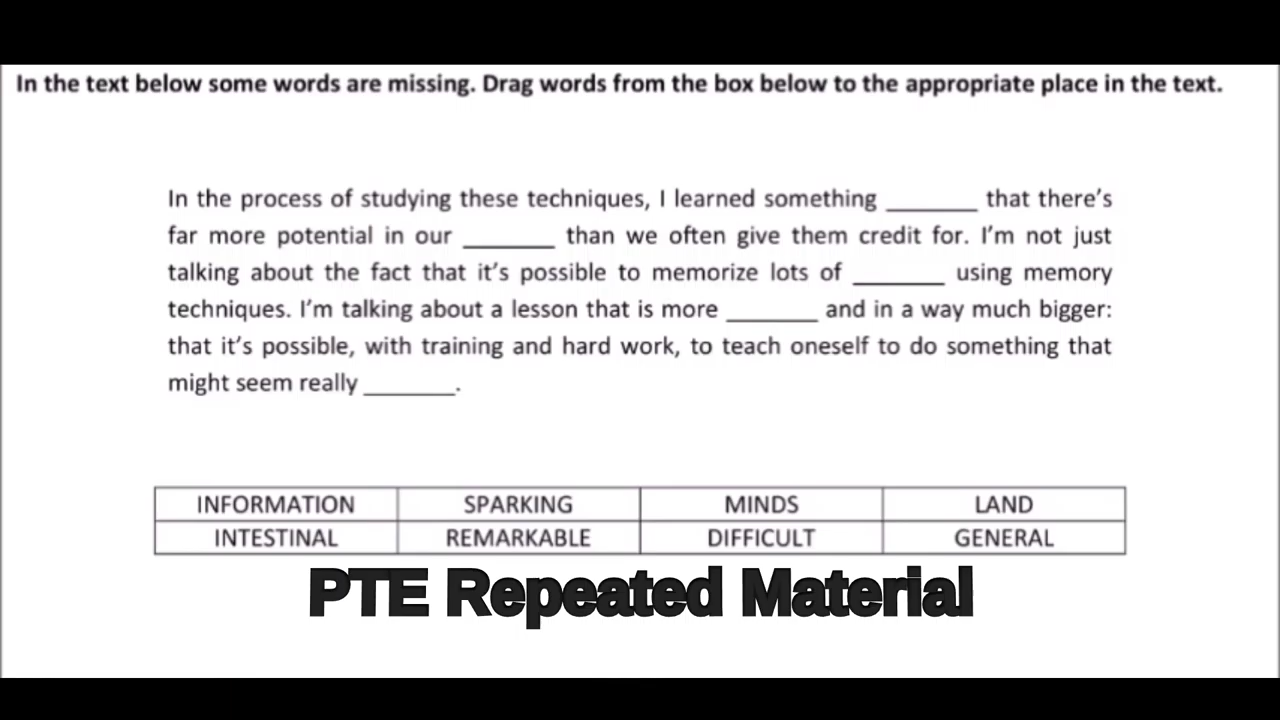 In the text below some words are missing. Drag words from the box below to the appropriate place in the text.
In the process of studying these techniques, I learned something _______ that there's
far more potential in our _______ than we often give them credit for. I'm not just
talking about the fact that it's possible to memorize lots of _______ using memory
techniques. I'm talking about a lesson that is more _______ and in a way much bigger:
that it's possible, with training and hard work, to teach oneself to do something that
might seem really _______.
INFORMATION SPARKING MINDS LAND
INTESTINAL REMARKABLE DIFFICULT GENERAL
PTE Repeated Material